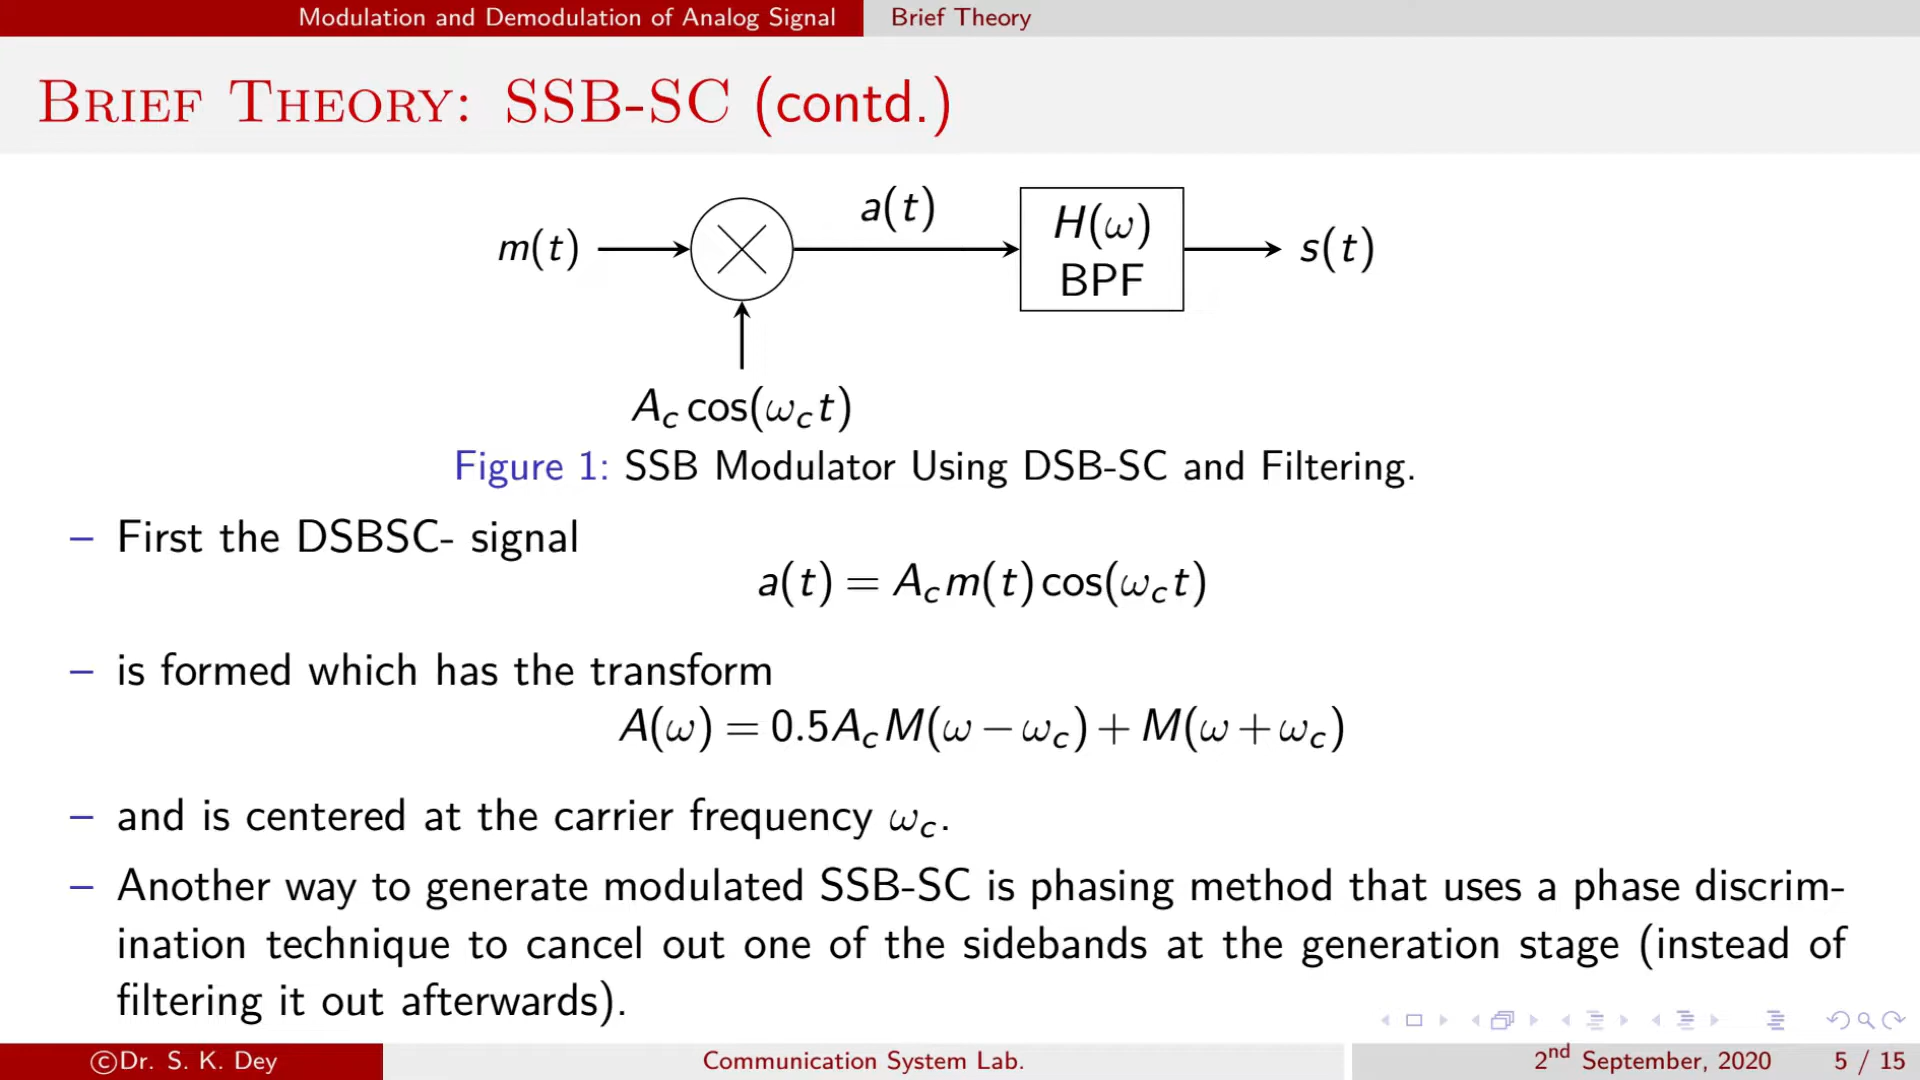 Modulation and Demodulation of Analog Signal Brief Theory
BRIEF THEORY: SSB-SC (contd.)
a(t)
m(t) H(ω) s(t)
BPF
A_c cos(ω_c t)
Figure 1: SSB Modulator Using DSB-SC and Filtering.
– First the DSBSC- signal
a(t) = A_c m(t) cos(ω_c t)
– is formed which has the transform
A(ω) = 0.5A_c M(ω − ω_c) + M(ω + ω_c)
– and is centered at the carrier frequency ω_c.
– Another way to generate modulated SSB-SC is phasing method that uses a phase discrim-
ination technique to cancel out one of the sidebands at the generation stage (instead of
filtering it out afterwards).
©Dr. S. K. Dey Communication System Lab. 2nd September, 2020 5 / 15